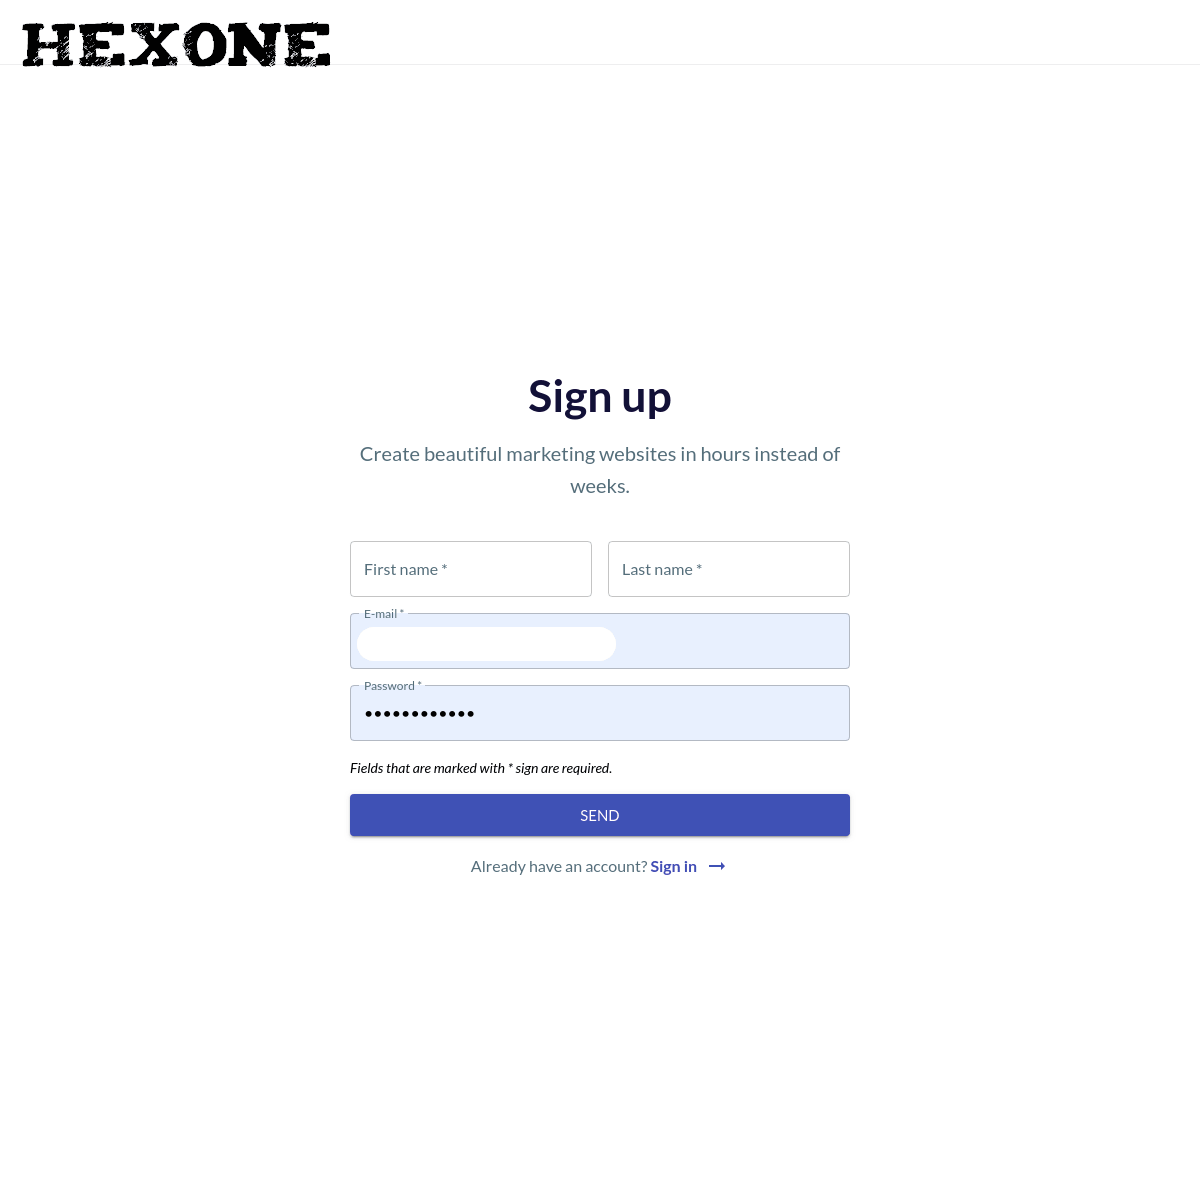 HEXONE
Sign up
Create beautiful marketing websites in hours instead of
weeks.
First name *
Last name *
E-mail *
Password *
••••••••••••
Fields that are marked with * sign are required.
SEND
Already have an account? Sign in →